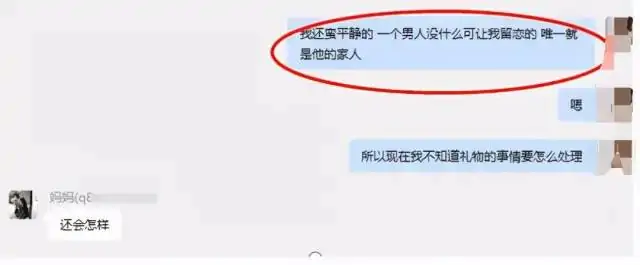 我还蛮平静的 一个男人没什么可让我留恋的 唯一就
是他的家人
嗯
所以现在我不知道礼物的事情要怎么处理
妈妈(q
还会怎样